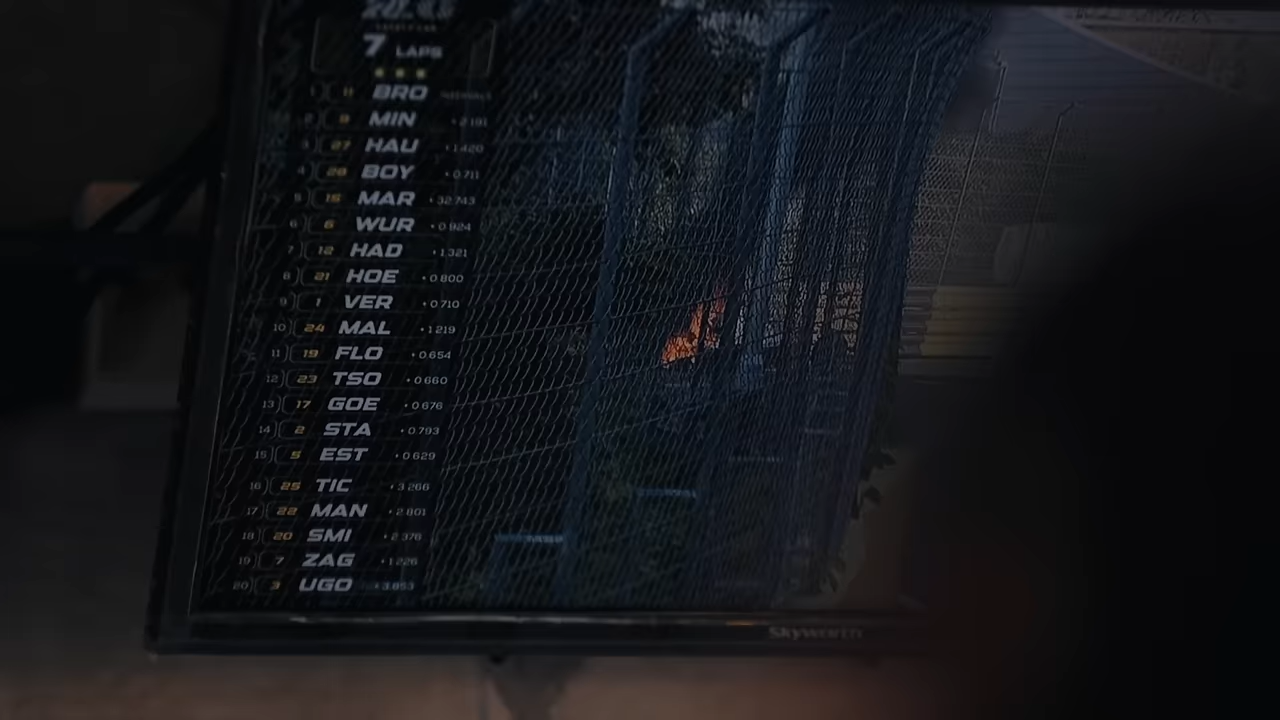 7 LAPS
BRO
2 9 MIN +2.191
3 27 HAU +1.420
4 28 BOY +0.711
5 15 MAR +32.743
6 6 WUR +0.924
7 12 HAD +1.321
8 21 HOE +0.800
9 1 VER +0.710
10 24 MAL +1.219
11 19 FLO +0.654
12 23 TSO +0.660
13 17 GOE +0.676
14 2 STA +0.793
15 5 EST +0.629
16 25 TIC +3.266
17 22 MAN +2.801
18 20 SMI +2.376
19 7 ZAG +1.226
20 3 UGO +3.853
Skyworth